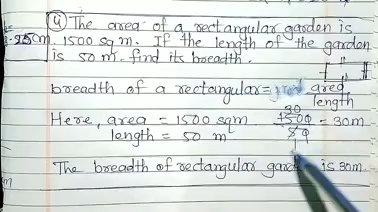 ④ The area of a rectangular garden is
25cm 1500 sq m. If the length of the garden
is 50 m. find its breadth.
breadth of a rectangular = area
length
Here, area = 1500 sqm
30
1500 = 30m
50
1
length = 50 m
The breadth of rectangular is 30m.
m